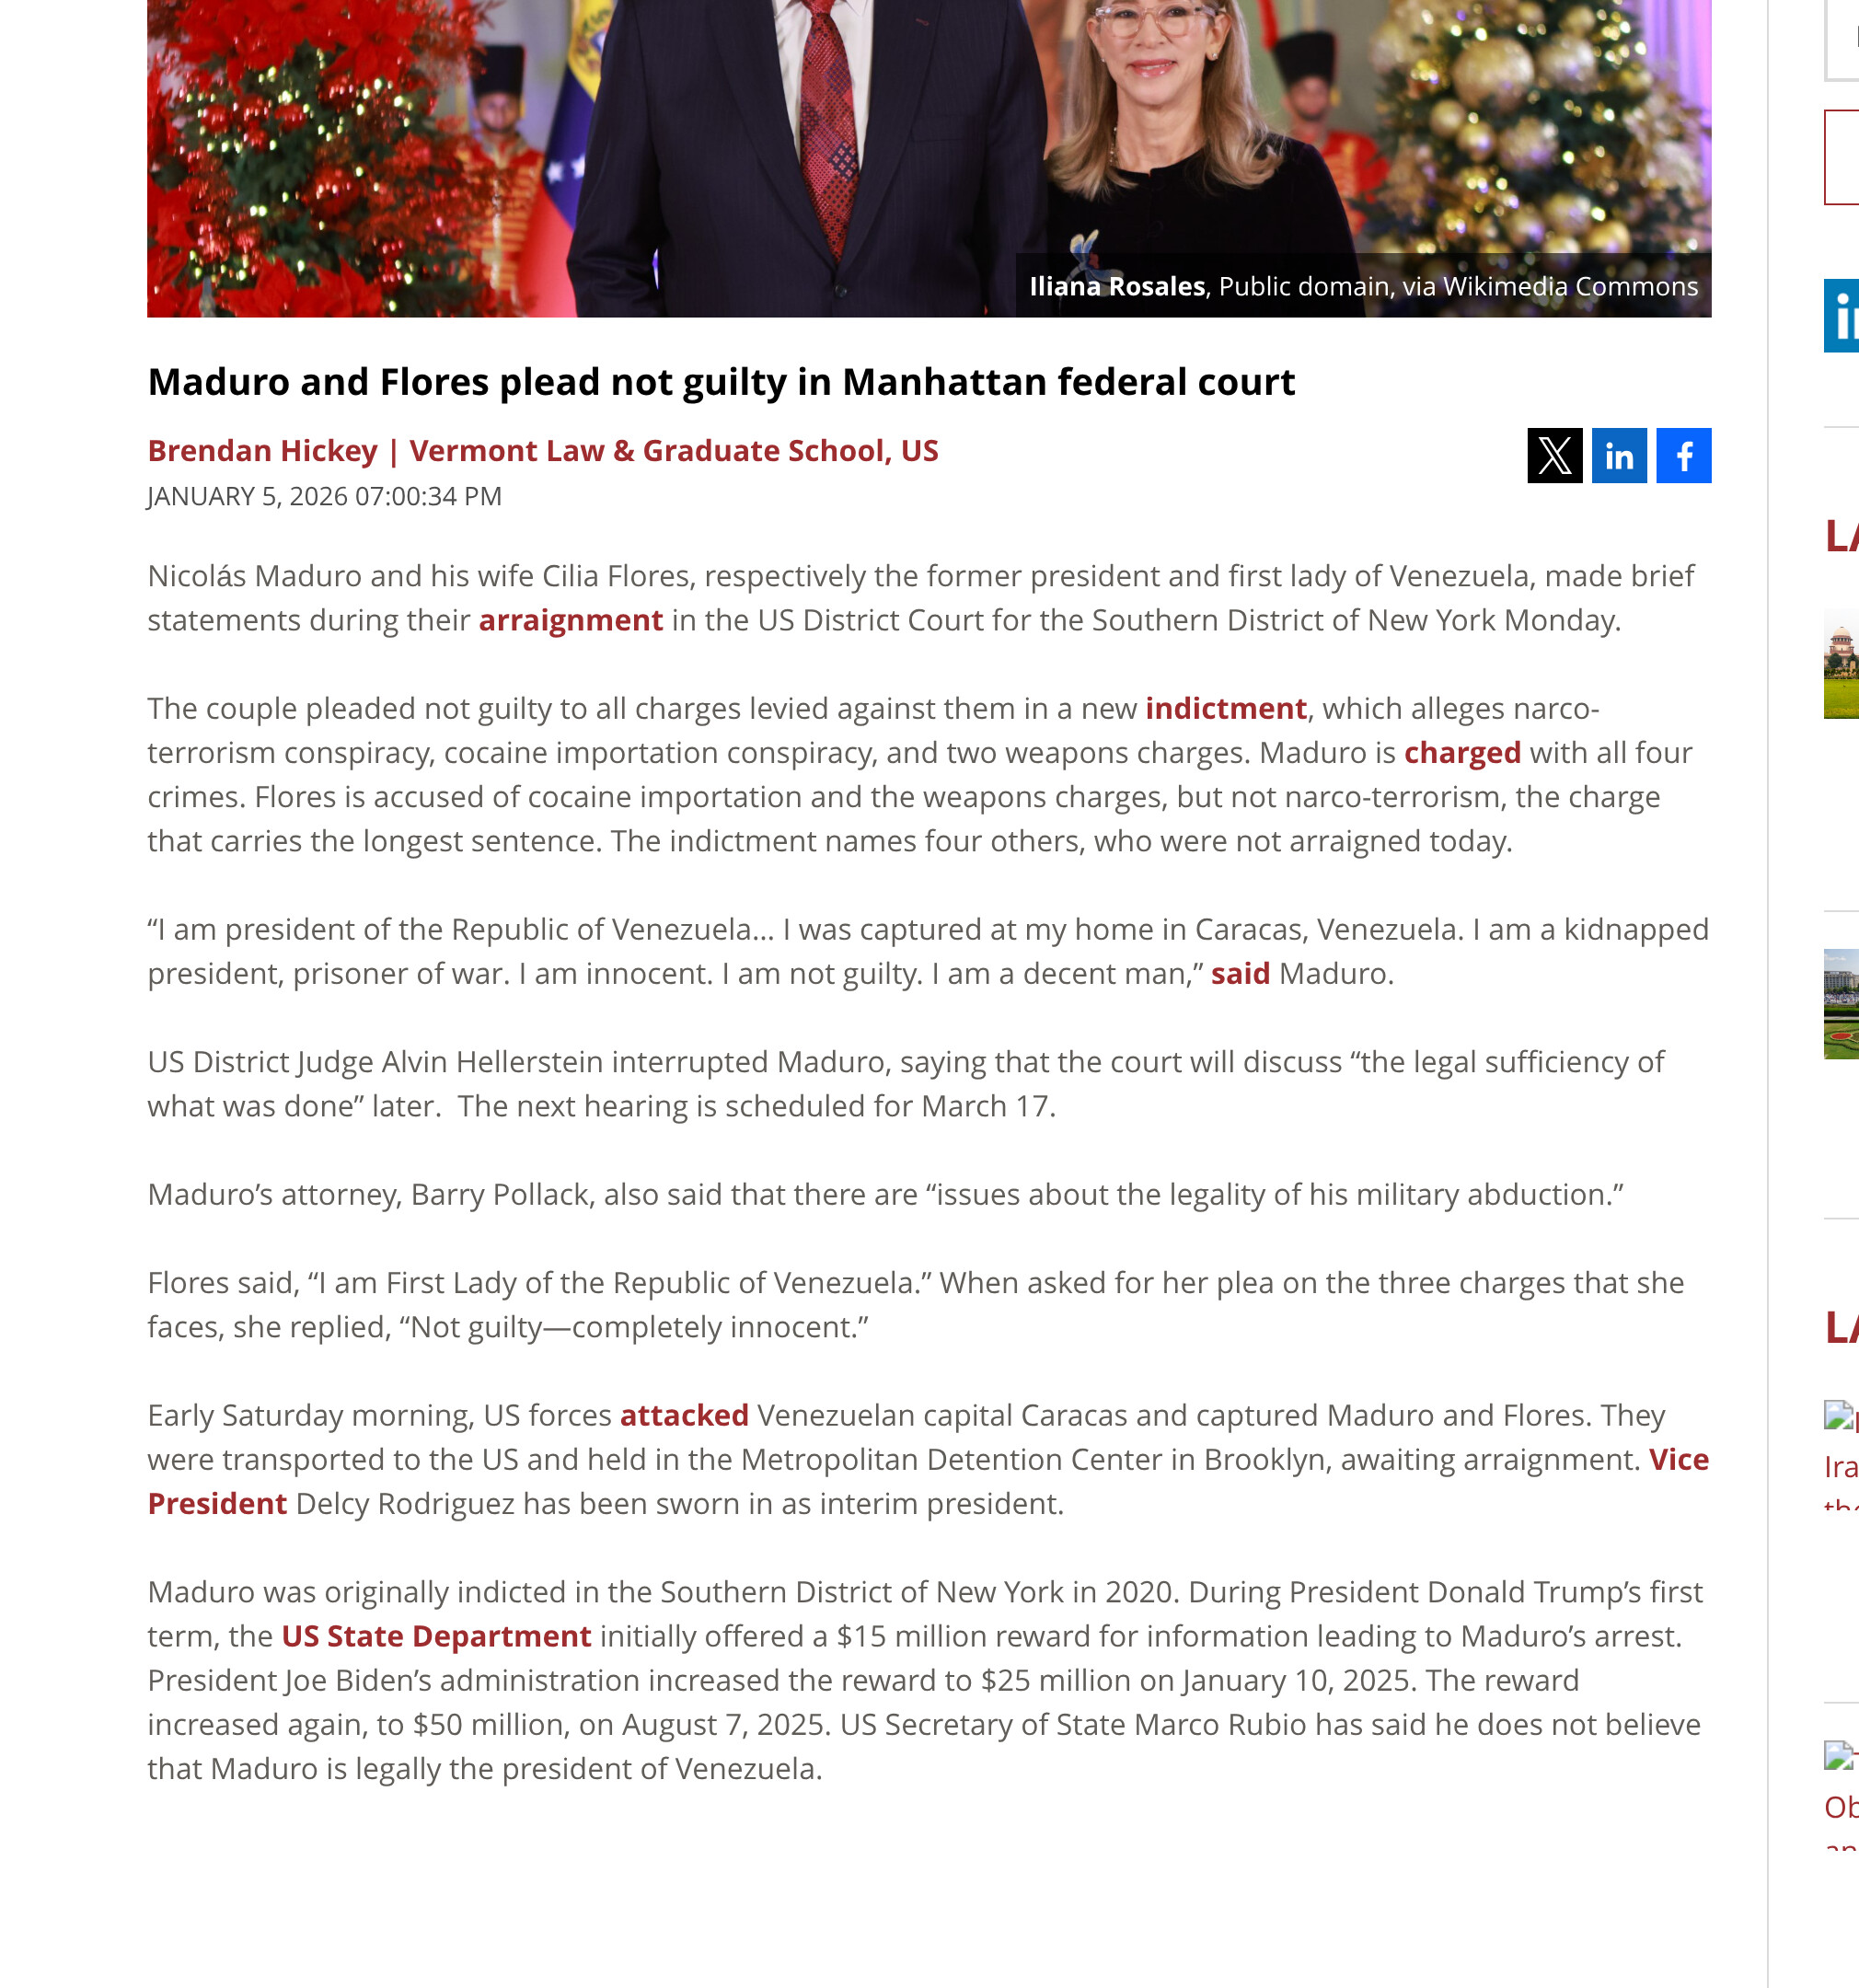 Iliana Rosales, Public domain, via Wikimedia Commons
Maduro and Flores plead not guilty in Manhattan federal court
Brendan Hickey | Vermont Law & Graduate School, US
JANUARY 5, 2026 07:00:34 PM
Nicolás Maduro and his wife Cilia Flores, respectively the former president and first lady of Venezuela, made brief
statements during their arraignment in the US District Court for the Southern District of New York Monday.
The couple pleaded not guilty to all charges levied against them in a new indictment, which alleges narco-
terrorism conspiracy, cocaine importation conspiracy, and two weapons charges. Maduro is charged with all four
crimes. Flores is accused of cocaine importation and the weapons charges, but not narco-terrorism, the charge
that carries the longest sentence. The indictment names four others, who were not arraigned today.
“I am president of the Republic of Venezuela… I was captured at my home in Caracas, Venezuela. I am a kidnapped
president, prisoner of war. I am innocent. I am not guilty. I am a decent man,” said Maduro.
US District Judge Alvin Hellerstein interrupted Maduro, saying that the court will discuss “the legal sufficiency of
what was done” later.  The next hearing is scheduled for March 17.
Maduro’s attorney, Barry Pollack, also said that there are “issues about the legality of his military abduction.”
Flores said, “I am First Lady of the Republic of Venezuela.” When asked for her plea on the three charges that she
faces, she replied, “Not guilty—completely innocent.”
Early Saturday morning, US forces attacked Venezuelan capital Caracas and captured Maduro and Flores. They
were transported to the US and held in the Metropolitan Detention Center in Brooklyn, awaiting arraignment. Vice
President Delcy Rodriguez has been sworn in as interim president.
Maduro was originally indicted in the Southern District of New York in 2020. During President Donald Trump’s first
term, the US State Department initially offered a $15 million reward for information leading to Maduro’s arrest.
President Joe Biden’s administration increased the reward to $25 million on January 10, 2025. The reward
increased again, to $50 million, on August 7, 2025. US Secretary of State Marco Rubio has said he does not believe
that Maduro is legally the president of Venezuela.